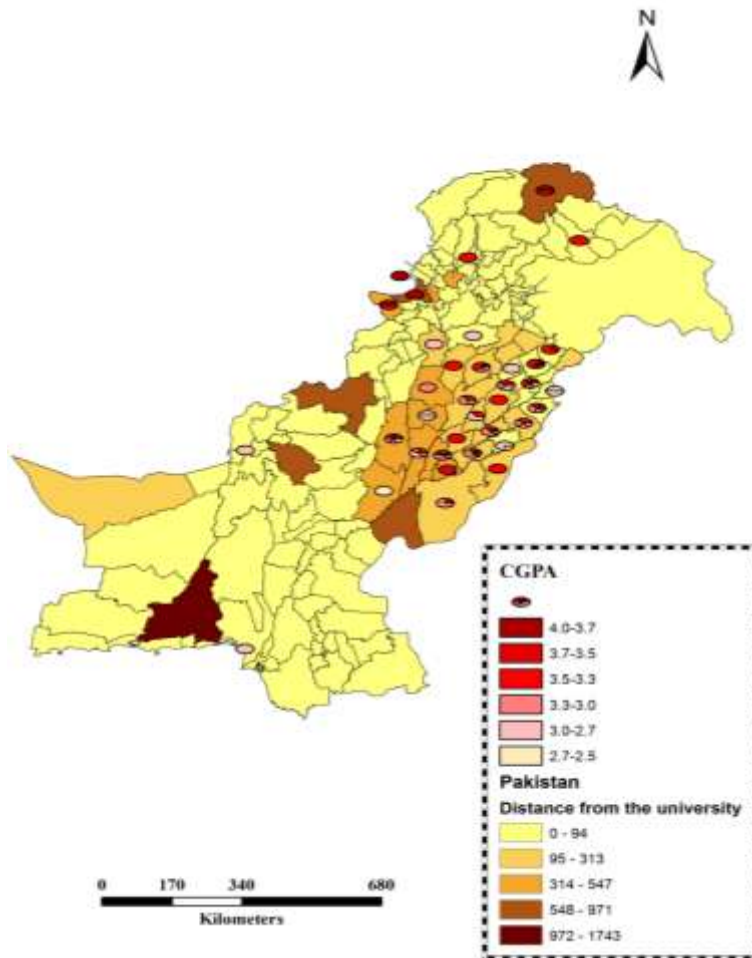 N
CGPA
4.0-3.7
3.7-3.5
3.5-3.3
3.3-3.0
3.0-2.7
2.7-2.5
Pakistan
Distance from the university
0 - 94
95 - 313
314 - 547
548 - 971
972 - 1743
0 170 340 680
Kilometers